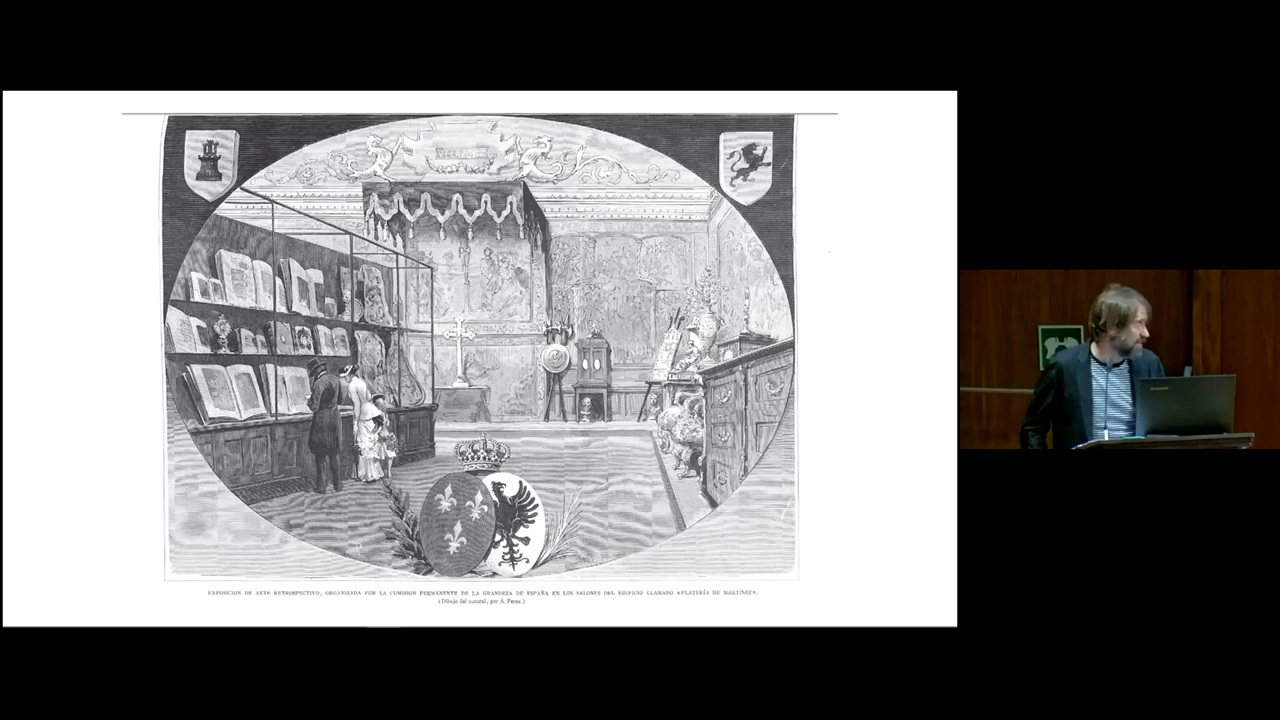 EXPOSICION DE ARTE RETROSPECTIVO, ORGANIZADA POR LA COMISION PERMANENTE DE LA GRANDEZA DE ESPAÑA EN LOS SALONES DEL EDIFICIO LLAMADO «PLATERÍA DE MARTINEZ».
(Dibujo del natural, por A. Perea.)